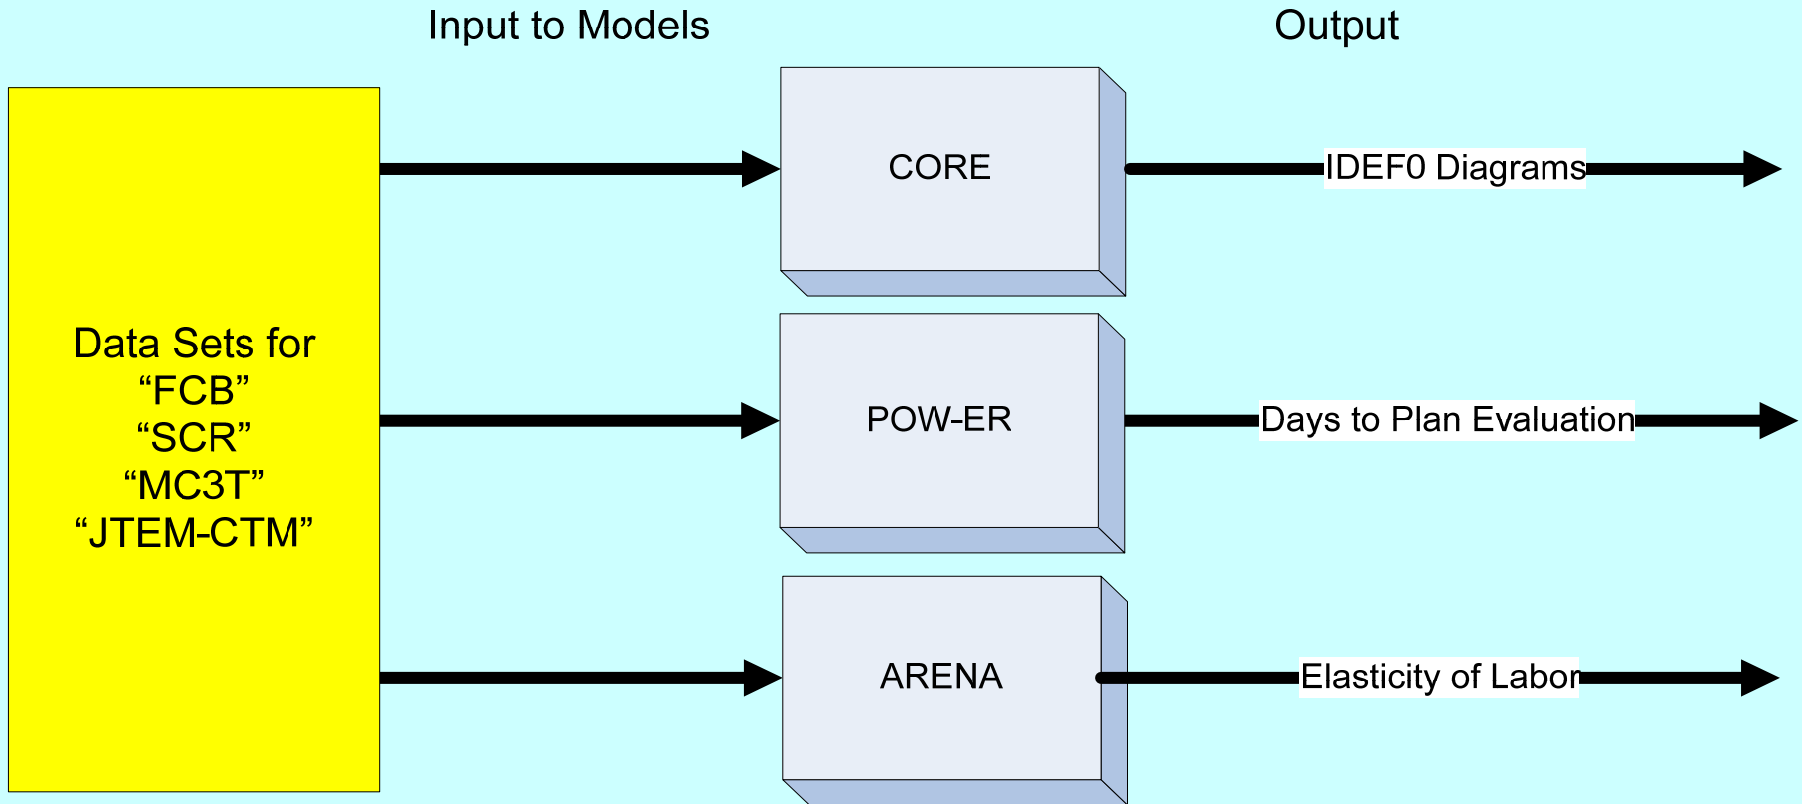 Input to Models
Output
Data Sets for
“FCB”
“SCR”
“MC3T”
“JTEM-CTM”
CORE
IDEF0 Diagrams
POW-ER
Days to Plan Evaluation
ARENA
Elasticity of Labor